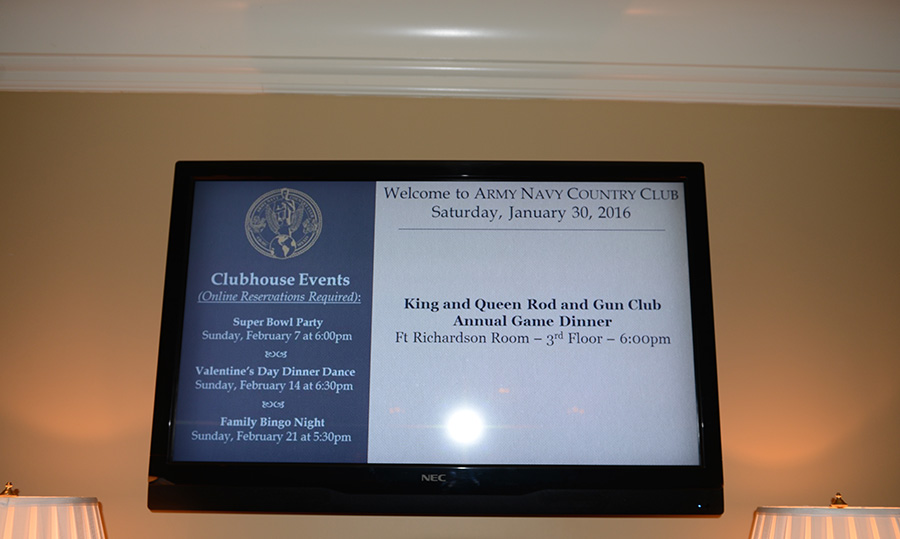 Clubhouse Events
(Online Reservations Required):
Super Bowl Party
Sunday, February 7 at 6:00pm
Valentine's Day Dinner Dance
Sunday, February 14 at 6:30pm
Family Bingo Night
Sunday, February 21 at 5:30pm
Welcome to ARMY NAVY COUNTRY CLUB
Saturday, January 30, 2016
King and Queen Rod and Gun Club
Annual Game Dinner
Ft Richardson Room – 3rd Floor – 6:00pm
NEC